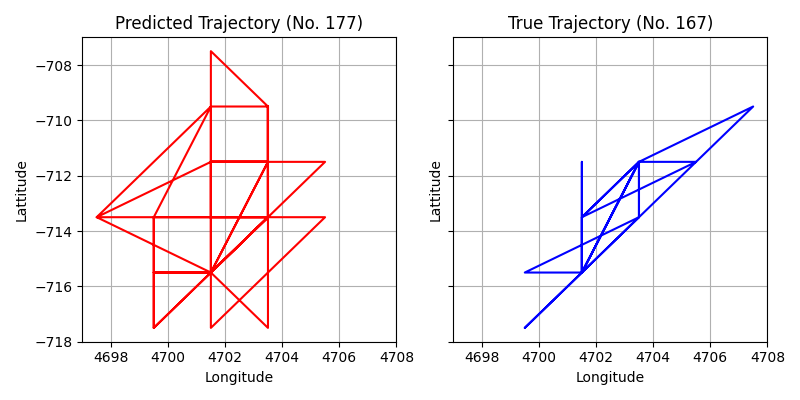 Predicted Trajectory (No. 177)
True Trajectory (No. 167)
−708
−710
−712
−714
−716
−718
Lattitude
Lattitude
4698 4700 4702 4704 4706 4708
4698 4700 4702 4704 4706 4708
Longitude
Longitude